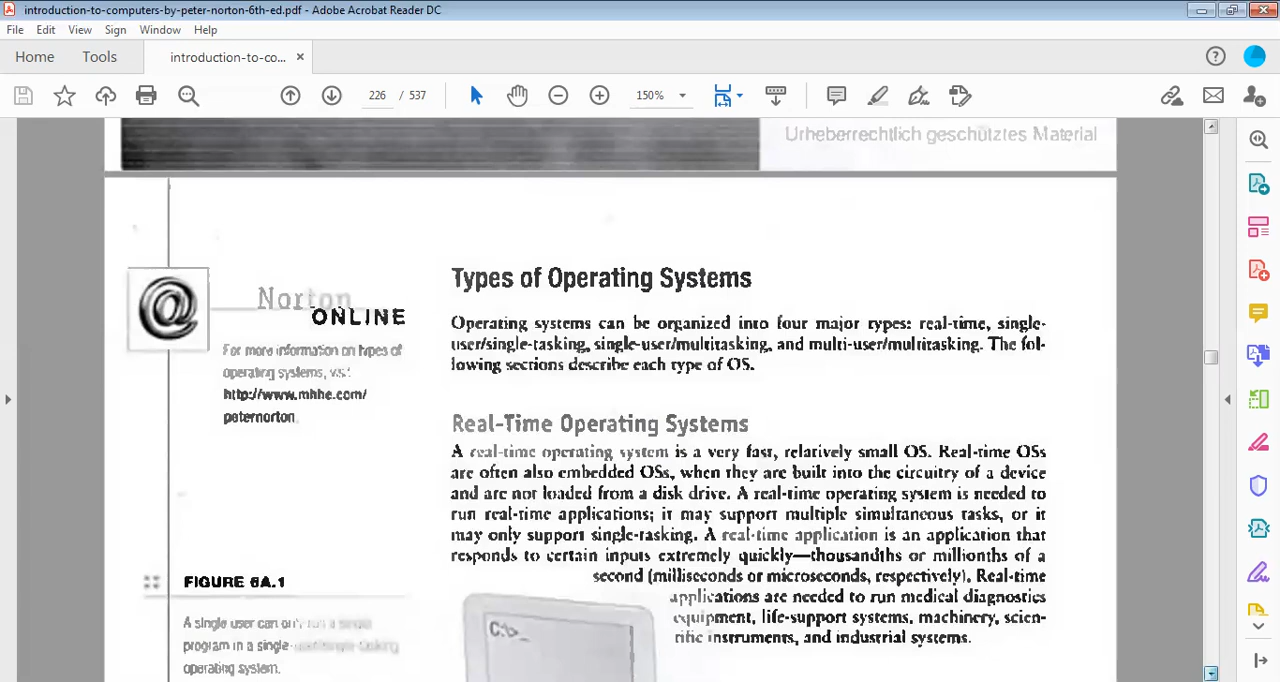 introduction-to-computers-by-peter-norton-6th-ed.pdf - Adobe Acrobat Reader DC
File Edit View Sign Window Help
Home Tools introduction-to-co... ×
226 / 537 150%
Urheberrechtlich geschütztes Material
Norton
ONLINE
For more information on types of
operating systems, visit
http://www.mhhe.com/
peternorton.
Types of Operating Systems
Operating systems can be organized into four major types: real-time, single-
user/single-tasking, single-user/multitasking, and multi-user/multitasking. The fol-
lowing sections describe each type of OS.
Real-Time Operating Systems
A real-time operating system is a very fast, relatively small OS. Real-time OSs
are often also embedded OSs, when they are built into the circuitry of a device
and are not loaded from a disk drive. A real-time operating system is needed to
run real-time applications; it may support multiple simultaneous tasks, or it
may only support single-tasking. A real-time application is an application that
responds to certain inputs extremely quickly—thousandths or millionths of a
second (milliseconds or microseconds, respectively). Real-time
applications are needed to run medical diagnostics
equipment, life-support systems, machinery, scien-
tific instruments, and industrial systems.
FIGURE 6A.1
A single user can only run a single
program in a single-user/single-tasking
operating system.
C:\>_